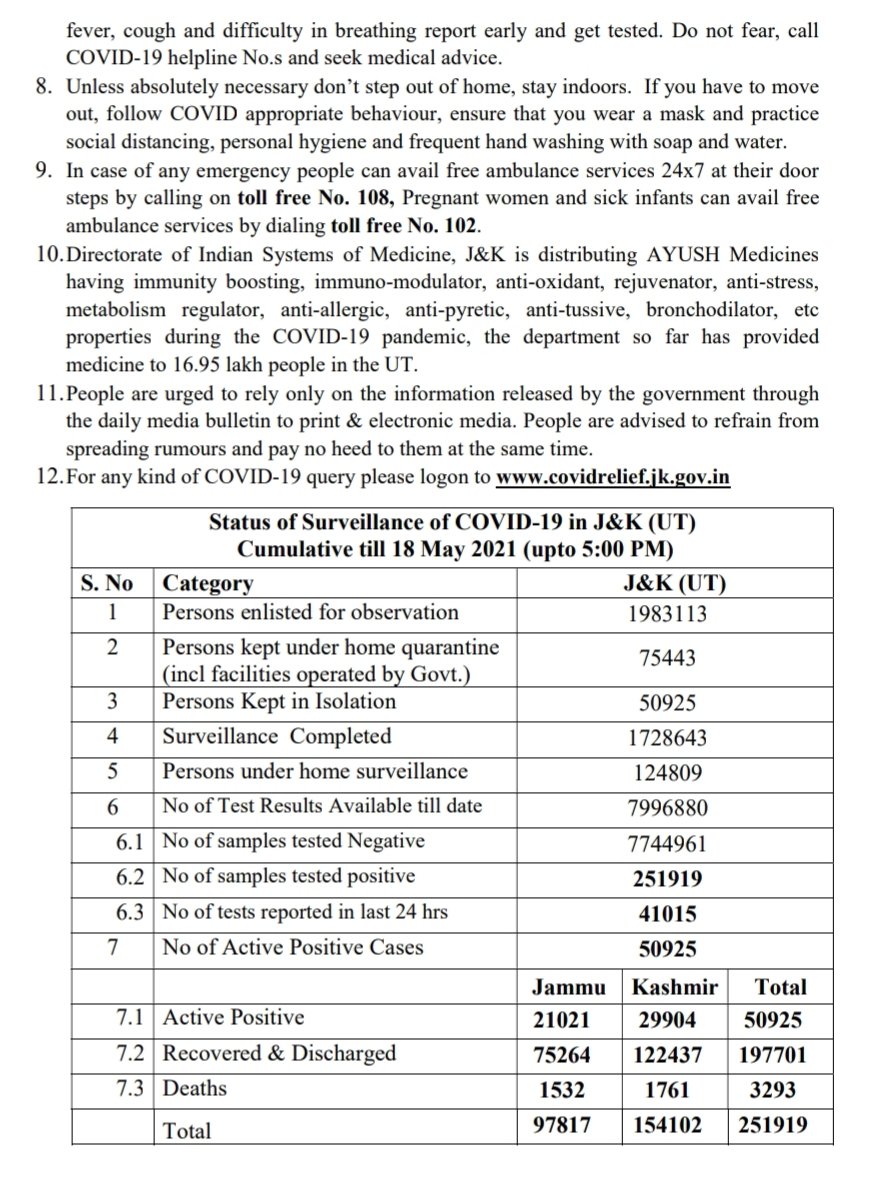 fever, cough and difficulty in breathing report early and get tested. Do not fear, call
COVID-19 helpline No.s and seek medical advice.
8. Unless absolutely necessary don’t step out of home, stay indoors. If you have to move
out, follow COVID appropriate behaviour, ensure that you wear a mask and practice
social distancing, personal hygiene and frequent hand washing with soap and water.
9. In case of any emergency people can avail free ambulance services 24x7 at their door
steps by calling on toll free No. 108, Pregnant women and sick infants can avail free
ambulance services by dialing toll free No. 102.
10.Directorate of Indian Systems of Medicine, J&K is distributing AYUSH Medicines
having immunity boosting, immuno-modulator, anti-oxidant, rejuvenator, anti-stress,
metabolism regulator, anti-allergic, anti-pyretic, anti-tussive, bronchodilator, etc
properties during the COVID-19 pandemic, the department so far has provided
medicine to 16.95 lakh people in the UT.
11.People are urged to rely only on the information released by the government through
the daily media bulletin to print & electronic media. People are advised to refrain from
spreading rumours and pay no heed to them at the same time.
12.For any kind of COVID-19 query please logon to www.covidrelief.jk.gov.in
Status of Surveillance of COVID-19 in J&K (UT)
Cumulative till 18 May 2021 (upto 5:00 PM)
S. No Category J&K (UT)
1 Persons enlisted for observation 1983113
2 Persons kept under home quarantine
(incl facilities operated by Govt.) 75443
3 Persons Kept in Isolation 50925
4 Surveillance Completed 1728643
5 Persons under home surveillance 124809
6 No of Test Results Available till date 7996880
6.1 No of samples tested Negative 7744961
6.2 No of samples tested positive 251919
6.3 No of tests reported in last 24 hrs 41015
7 No of Active Positive Cases 50925
Jammu Kashmir Total
7.1 Active Positive 21021 29904 50925
7.2 Recovered & Discharged 75264 122437 197701
7.3 Deaths 1532 1761 3293
Total 97817 154102 251919